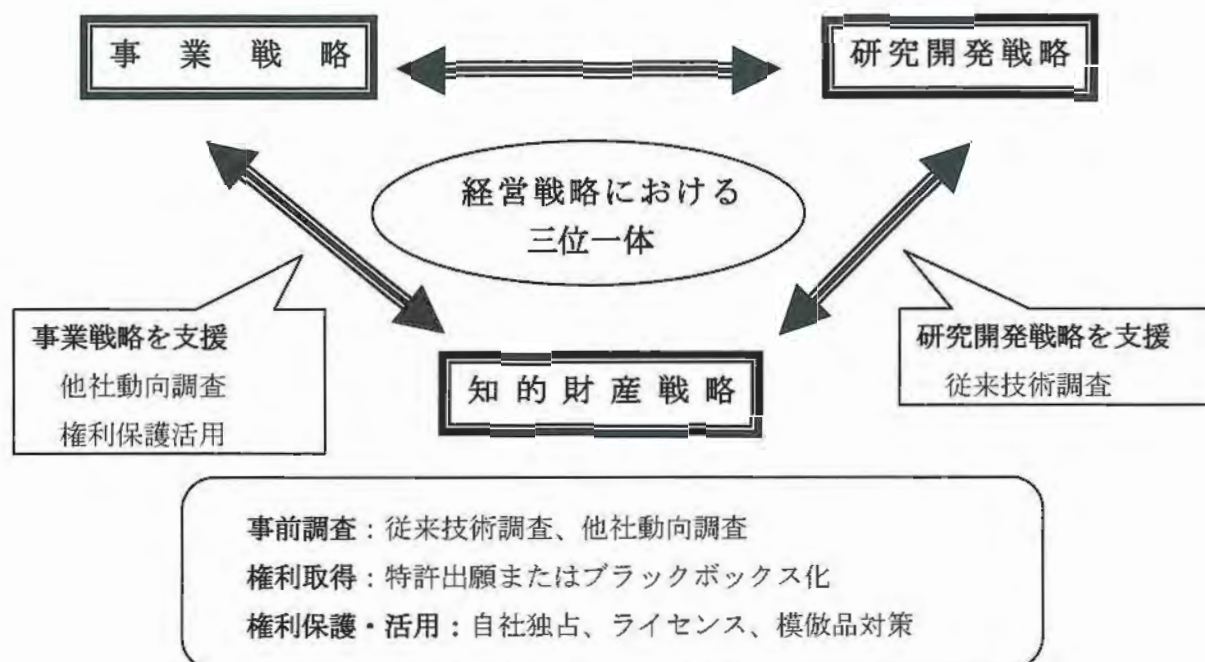 事業戦略
研究開発戦略
経営戦略における
三位一体
事業戦略を支援
他社動向調査
権利保護活用
研究開発戦略を支援
従来技術調査
知的財産戦略
事前調査：従来技術調査、他社動向調査
権利取得：特許出願またはブラックボックス化
権利保護・活用：自社独占、ライセンス、模倣品対策